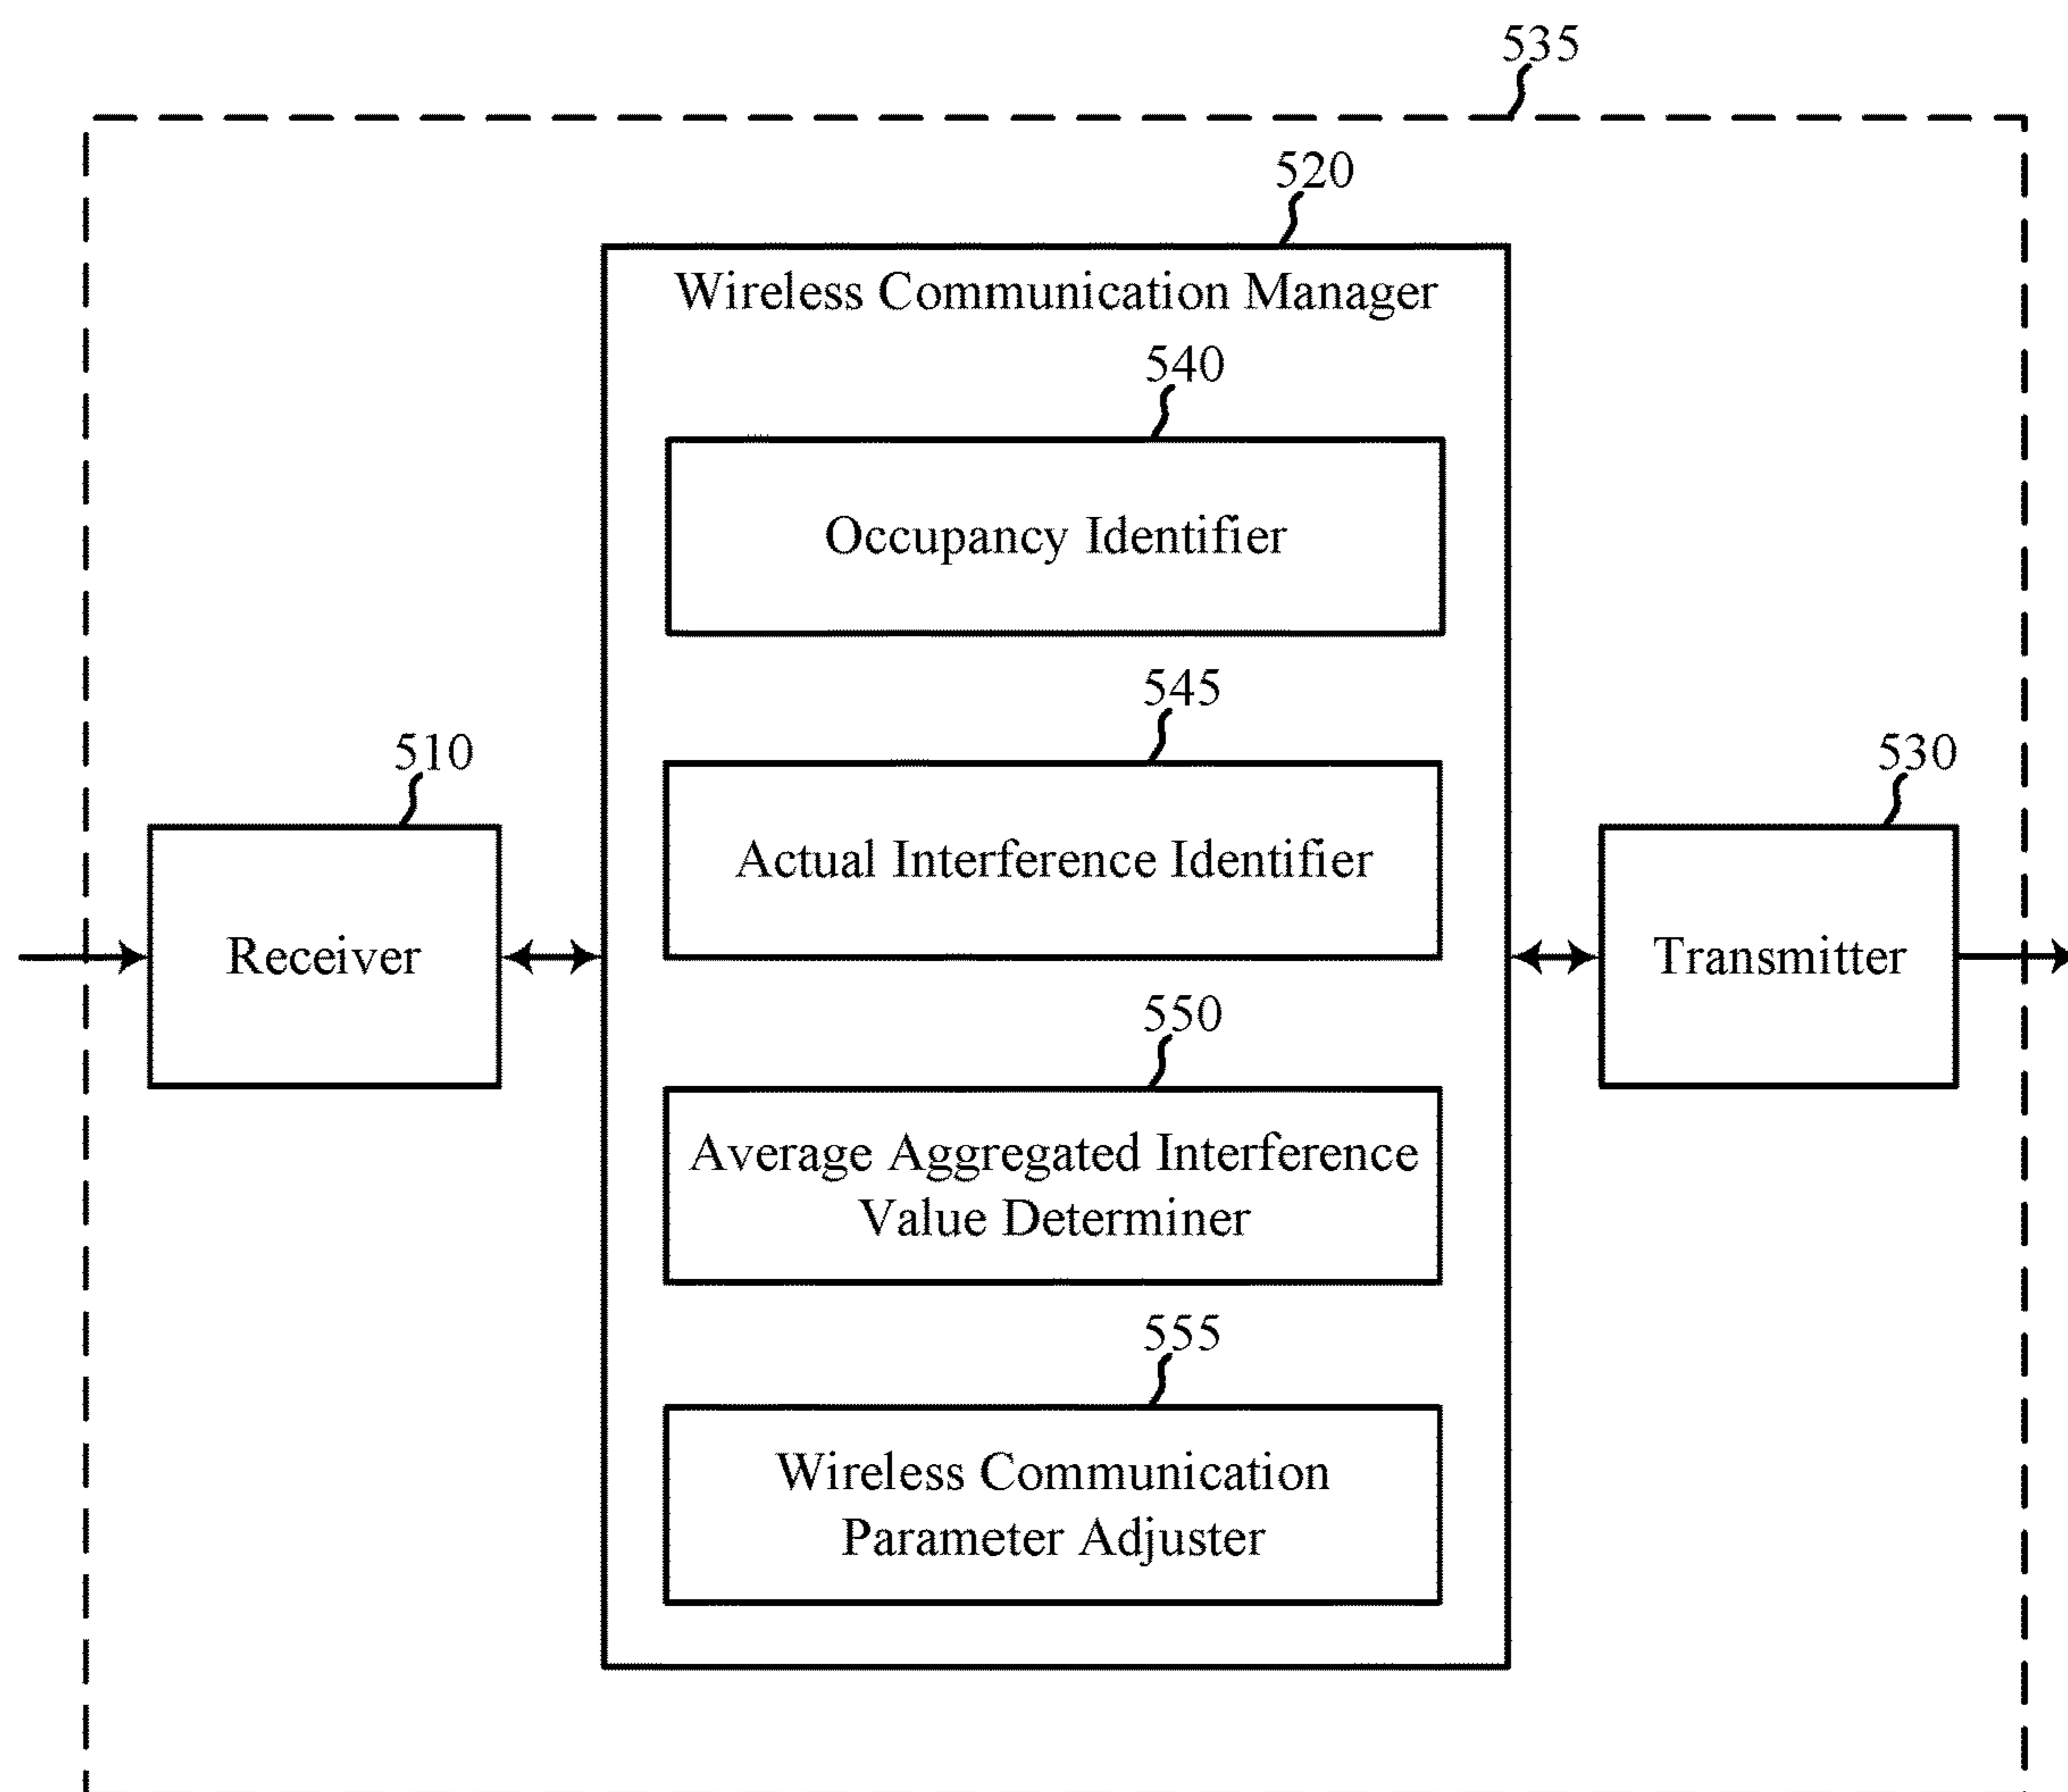 535
520
Wireless Communication Manager
540
Occupancy Identifier
545
Actual Interference Identifier
510
Receiver
530
Transmitter
550
Average Aggregated Interference
Value Determiner
555
Wireless Communication
Parameter Adjuster